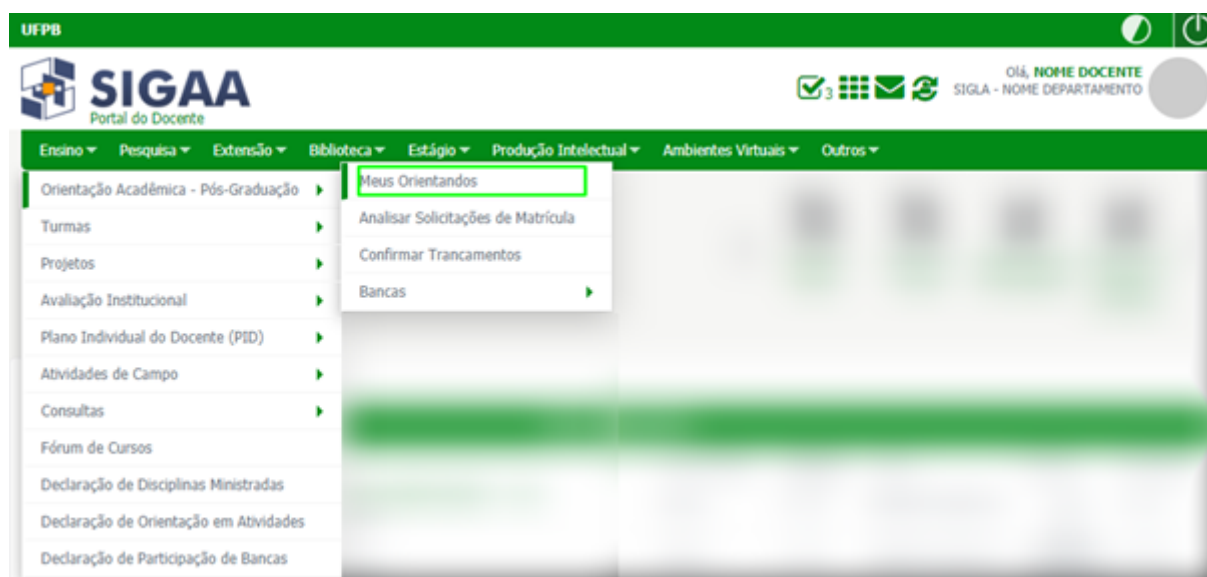 UFPB
SIGAA
Portal do Docente
3
Olá, NOME DOCENTE
SIGLA - NOME DEPARTAMENTO
Ensino Pesquisa Extensão Biblioteca Estágio Produção Intelectual Ambientes Virtuais Outros
Orientação Acadêmica - Pós-Graduação
Turmas
Projetos
Avaliação Institucional
Plano Individual do Docente (PID)
Atividades de Campo
Consultas
Fórum de Cursos
Declaração de Disciplinas Ministradas
Declaração de Orientação em Atividades
Declaração de Participação de Bancas
Meus Orientandos
Analisar Solicitações de Matrícula
Confirmar Trancamentos
Bancas